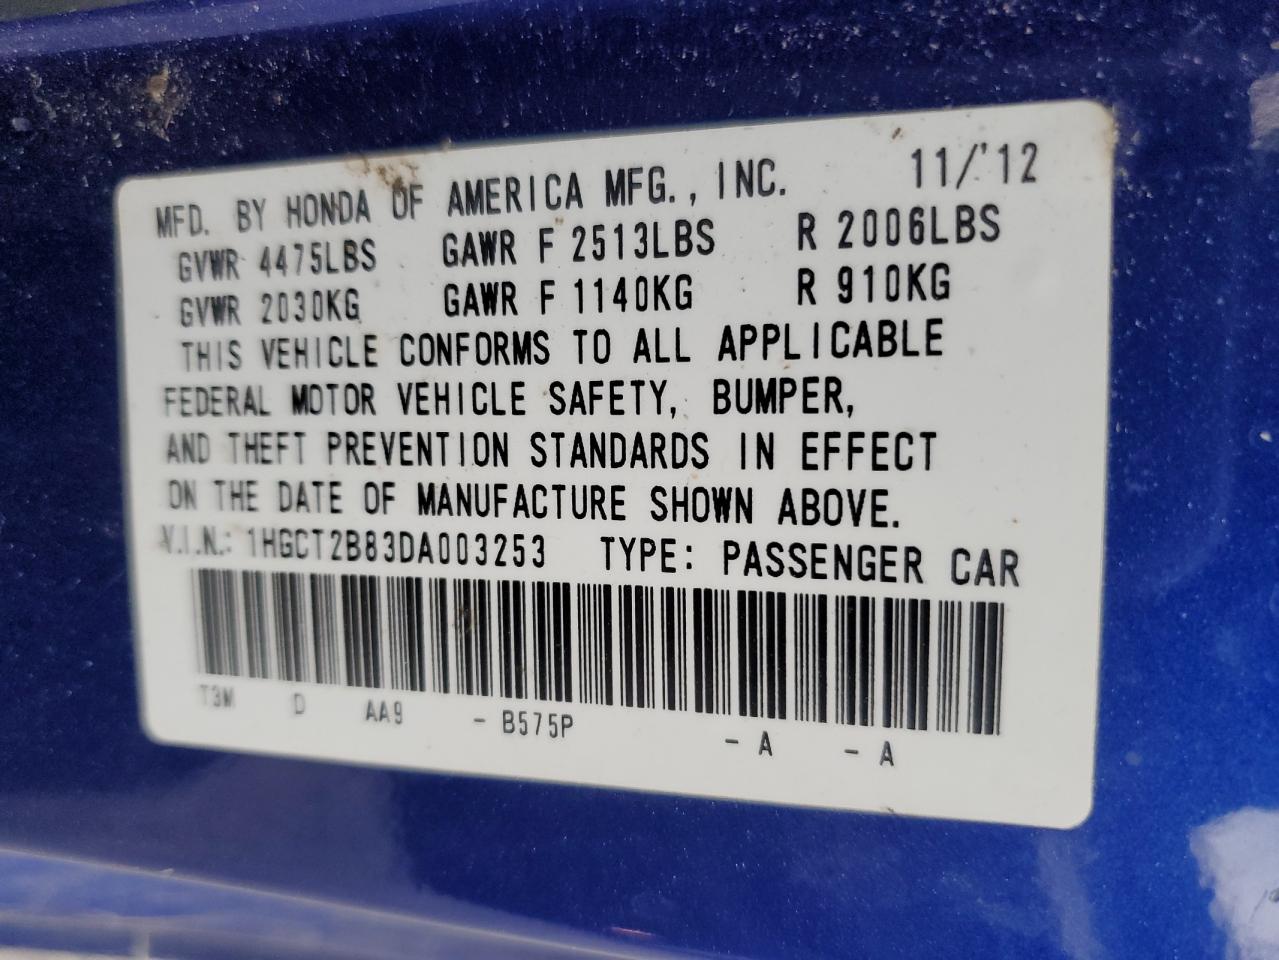 MFD. BY HONDA OF AMERICA MFG., INC. 11/'12
GVWR 4475LBS GAWR F 2513LBS R 2006LBS
GVWR 2030KG GAWR F 1140KG R 910KG
THIS VEHICLE CONFORMS TO ALL APPLICABLE
FEDERAL MOTOR VEHICLE SAFETY, BUMPER,
AND THEFT PREVENTION STANDARDS IN EFFECT
ON THE DATE OF MANUFACTURE SHOWN ABOVE.
V.I.N.: 1HGCT2B83DA003253 TYPE: PASSENGER CAR
T3M D AA9 - B575P - A - A